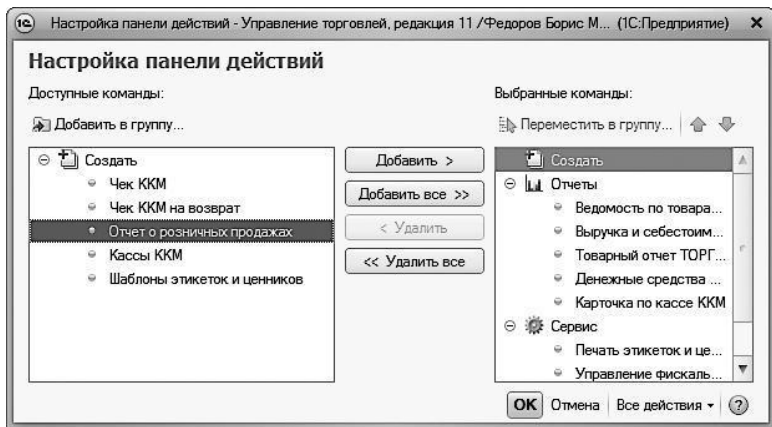 Настройка панели действий - Управление торговлей, редакция 11 /Федоров Борис М... (1С:Предприятие)
Настройка панели действий
Доступные команды:
Выбранные команды:
Добавить в группу...
Переместить в группу...
Создать
Чек ККМ
Чек ККМ на возврат
Отчет о розничных продажах
Кассы ККМ
Шаблоны этикеток и ценников
Добавить >
Добавить все >>
< Удалить
<< Удалить все
Создать
Отчеты
Ведомость по товара...
Выручка и себестоим...
Товарный отчет ТОРГ...
Денежные средства ...
Карточка по кассе ККМ
Сервис
Печать этикеток и це...
Управление фискаль...
OK Отмена Все действия ?